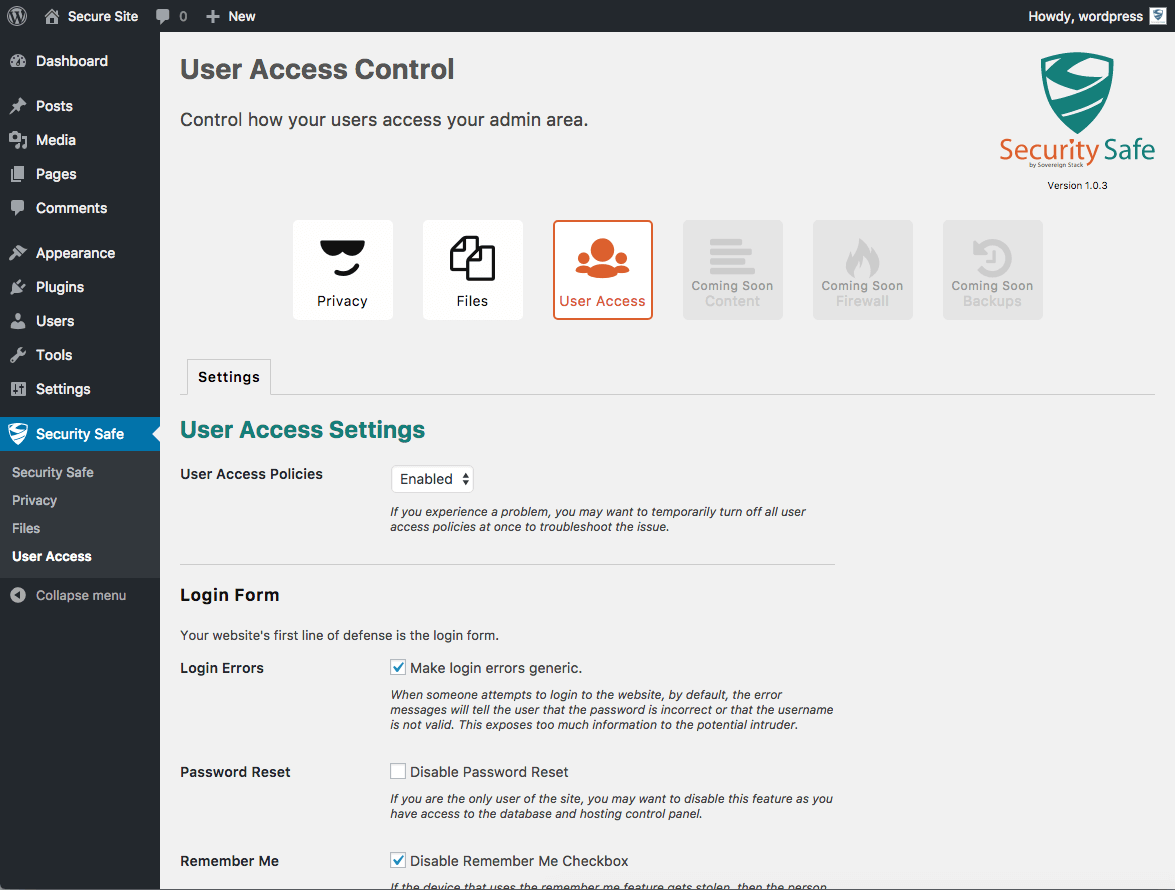 Secure Site 0 New Howdy, wordpress
Dashboard
Posts
Media
Pages
Comments
Appearance
Plugins
Users
Tools
Settings
Security Safe
Security Safe
Privacy
Files
User Access
Collapse menu
User Access Control
Control how your users access your admin area.
Security Safe
by Sovereign Stack
Version 1.0.3
Privacy
Files
User Access
Coming Soon
Content
Coming Soon
Firewall
Coming Soon
Backups
Settings
User Access Settings
User Access Policies Enabled
If you experience a problem, you may want to temporarily turn off all user
access policies at once to troubleshoot the issue.
Login Form
Your website's first line of defense is the login form.
Login Errors Make login errors generic.
When someone attempts to login to the website, by default, the error
messages will tell the user that the password is incorrect or that the username
is not valid. This exposes too much information to the potential intruder.
Password Reset Disable Password Reset
If you are the only user of the site, you may want to disable this feature as you
have access to the database and hosting control panel.
Remember Me Disable Remember Me Checkbox
If the device that uses the remember me feature gets stolen, then the person